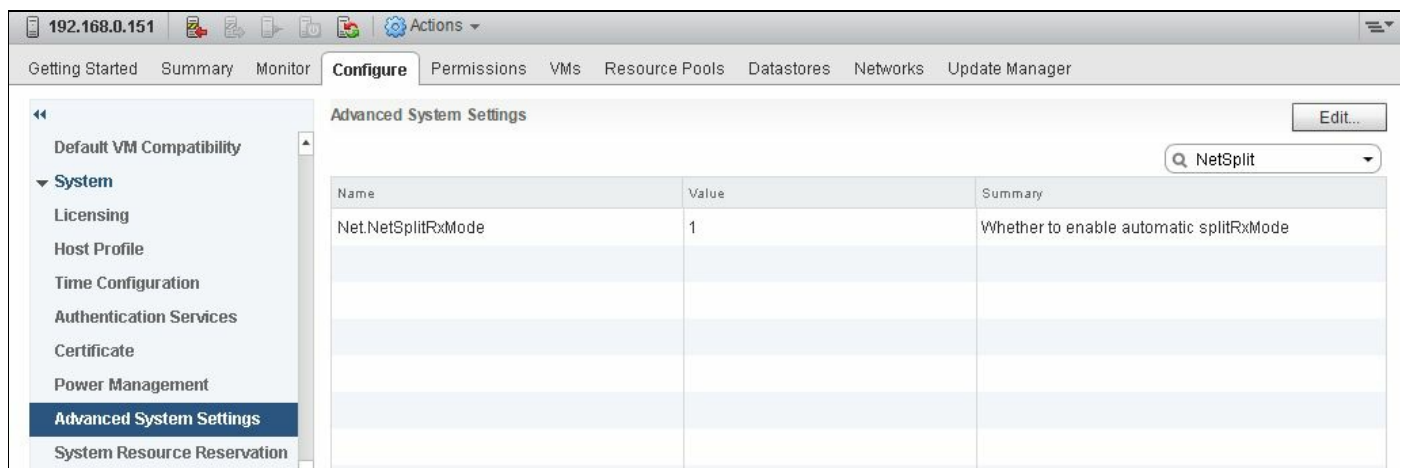 192.168.0.151 Actions
Getting Started Summary Monitor Configure Permissions VMs Resource Pools Datastores Networks Update Manager
Advanced System Settings Edit...
Default VM Compatibility
NetSplit
System
Name Value Summary
Licensing
Net.NetSplitRxMode 1 Whether to enable automatic splitRxMode
Host Profile
Time Configuration
Authentication Services
Certificate
Power Management
Advanced System Settings
System Resource Reservation